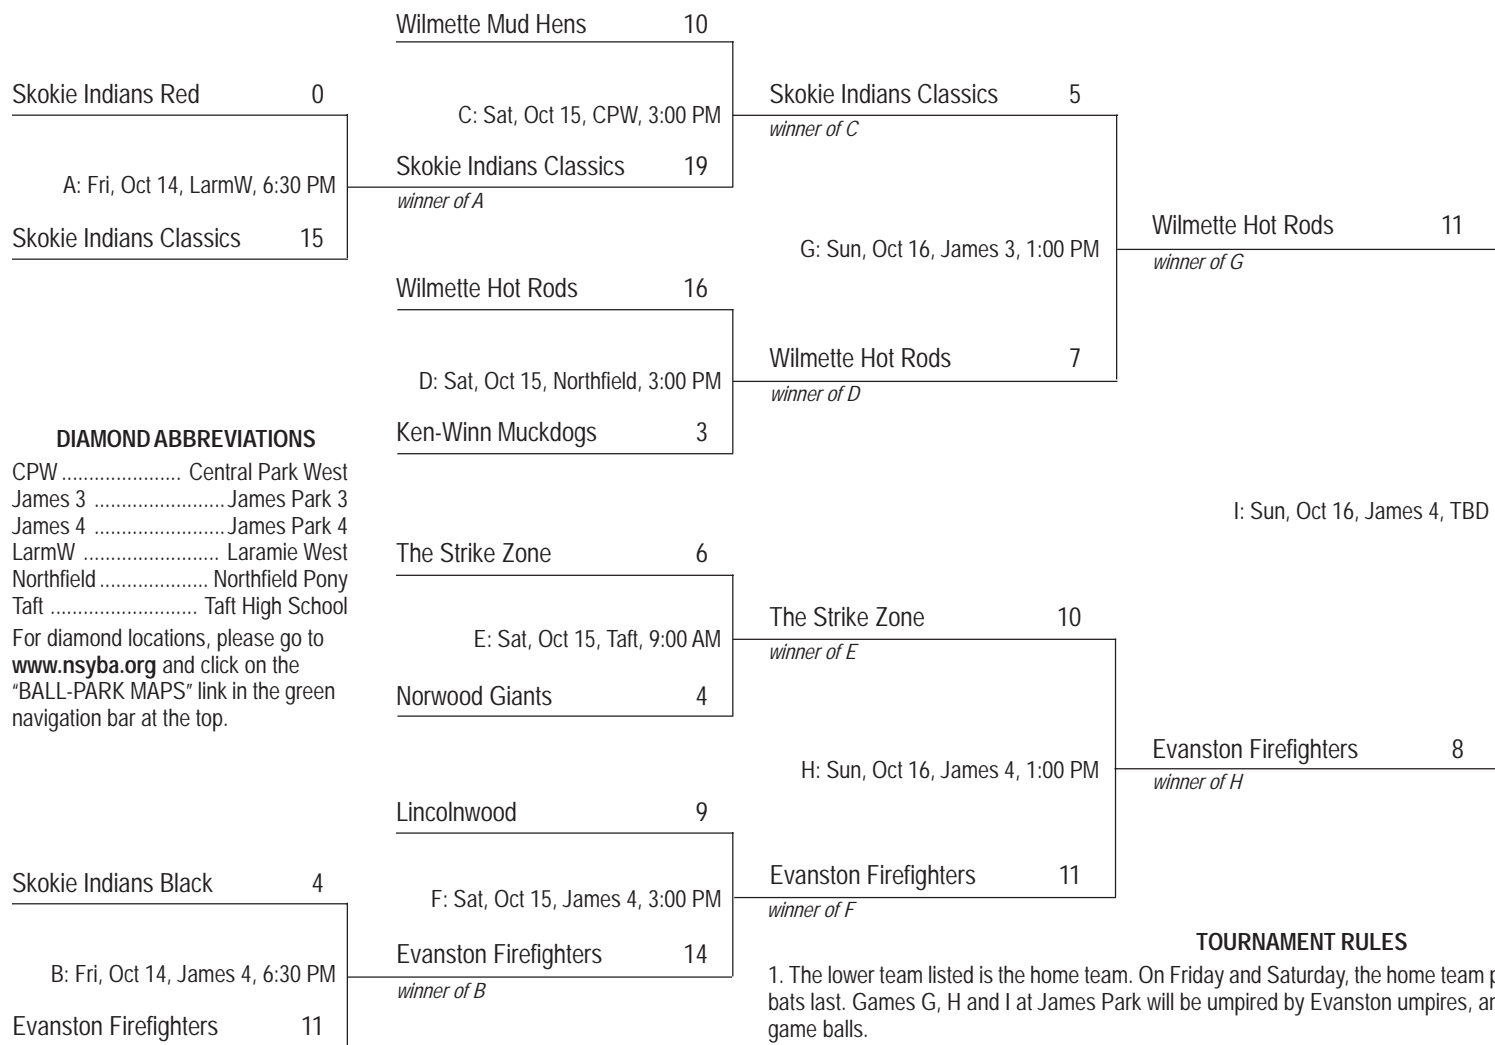 Wilmette Mud Hens 10
Skokie Indians Red 0
C: Sat, Oct 15, CPW, 3:00 PM
Skokie Indians Classics 5
winner of C
A: Fri, Oct 14, LarmW, 6:30 PM
Skokie Indians Classics 19
winner of A
Skokie Indians Classics 15
G: Sun, Oct 16, James 3, 1:00 PM
Wilmette Hot Rods 11
winner of G
Wilmette Hot Rods 16
D: Sat, Oct 15, Northfield, 3:00 PM
Wilmette Hot Rods 7
winner of D
Ken-Winn Muckdogs 3
DIAMOND ABBREVIATIONS
CPW ...................... Central Park West
James 3 ........................James Park 3
James 4 ........................James Park 4
LarmW ......................... Laramie West
Northfield .................... Northfield Pony
Taft ........................... Taft High School
For diamond locations, please go to
www.nsyba.org and click on the
“BALL-PARK MAPS” link in the green
navigation bar at the top.
I: Sun, Oct 16, James 4, TBD
The Strike Zone 6
E: Sat, Oct 15, Taft, 9:00 AM
The Strike Zone 10
winner of E
Norwood Giants 4
H: Sun, Oct 16, James 4, 1:00 PM
Evanston Firefighters 8
winner of H
Lincolnwood 9
Skokie Indians Black 4
F: Sat, Oct 15, James 4, 3:00 PM
Evanston Firefighters 11
winner of F
B: Fri, Oct 14, James 4, 6:30 PM
Evanston Firefighters 14
winner of B
Evanston Firefighters 11
TOURNAMENT RULES
1. The lower team listed is the home team. On Friday and Saturday, the home team
bats last. Games G, H and I at James Park will be umpired by Evanston umpires,
game balls.